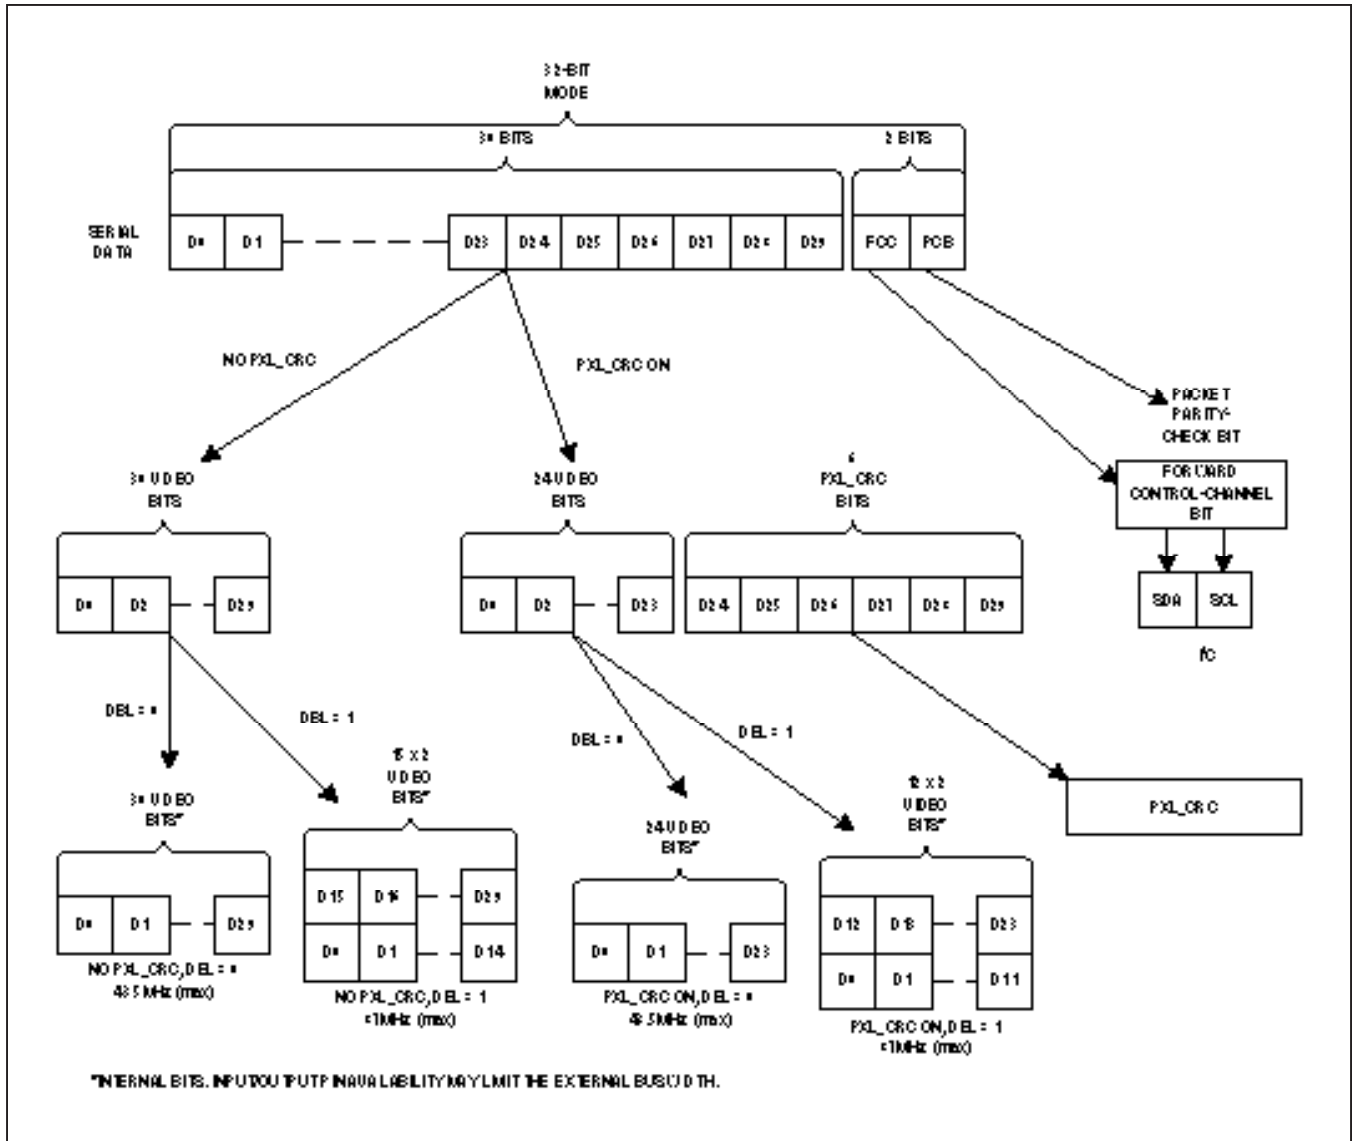 32-BIT
MODE
30 BITS
2 BITS
SERIAL
DATA
D0 D1 D23 D24 D25 D26 D27 D28 D29 FCC PCB
NO PXL_CRC
PXL_CRC ON
PACKET
PARITY-
CHECK BIT
30 VIDEO
BITS
24 VIDEO
BITS
6
PXL_CRC
BITS
FORWARD
CONTROL-CHANNEL
BIT
D0 D2 D29
D0 D2 D23
D24 D25 D26 D27 D28 D29
SDA SCL
I²C
DBL = 0
DBL = 1
DBL = 0
DBL = 1
30 VIDEO
BITS*
15 X 2
VIDEO
BITS*
24 VIDEO
BITS*
12 X 2
VIDEO
BITS*
PXL_CRC
D0 D1 D29
D15 D16 D29
D0 D1 D14
D0 D1 D23
D12 D13 D23
D0 D1 D11
NO PXL_CRC, DBL = 0
(max)
NO PXL_CRC, DBL = 1
(max)
PXL_CRC ON, DBL = 0
(max)
PXL_CRC ON, DBL = 1
(max)
*INTERNAL BITS. INPUT/OUTPUT PIN AVAILABILITY MAY LIMIT THE EXTERNAL BUS WIDTH.